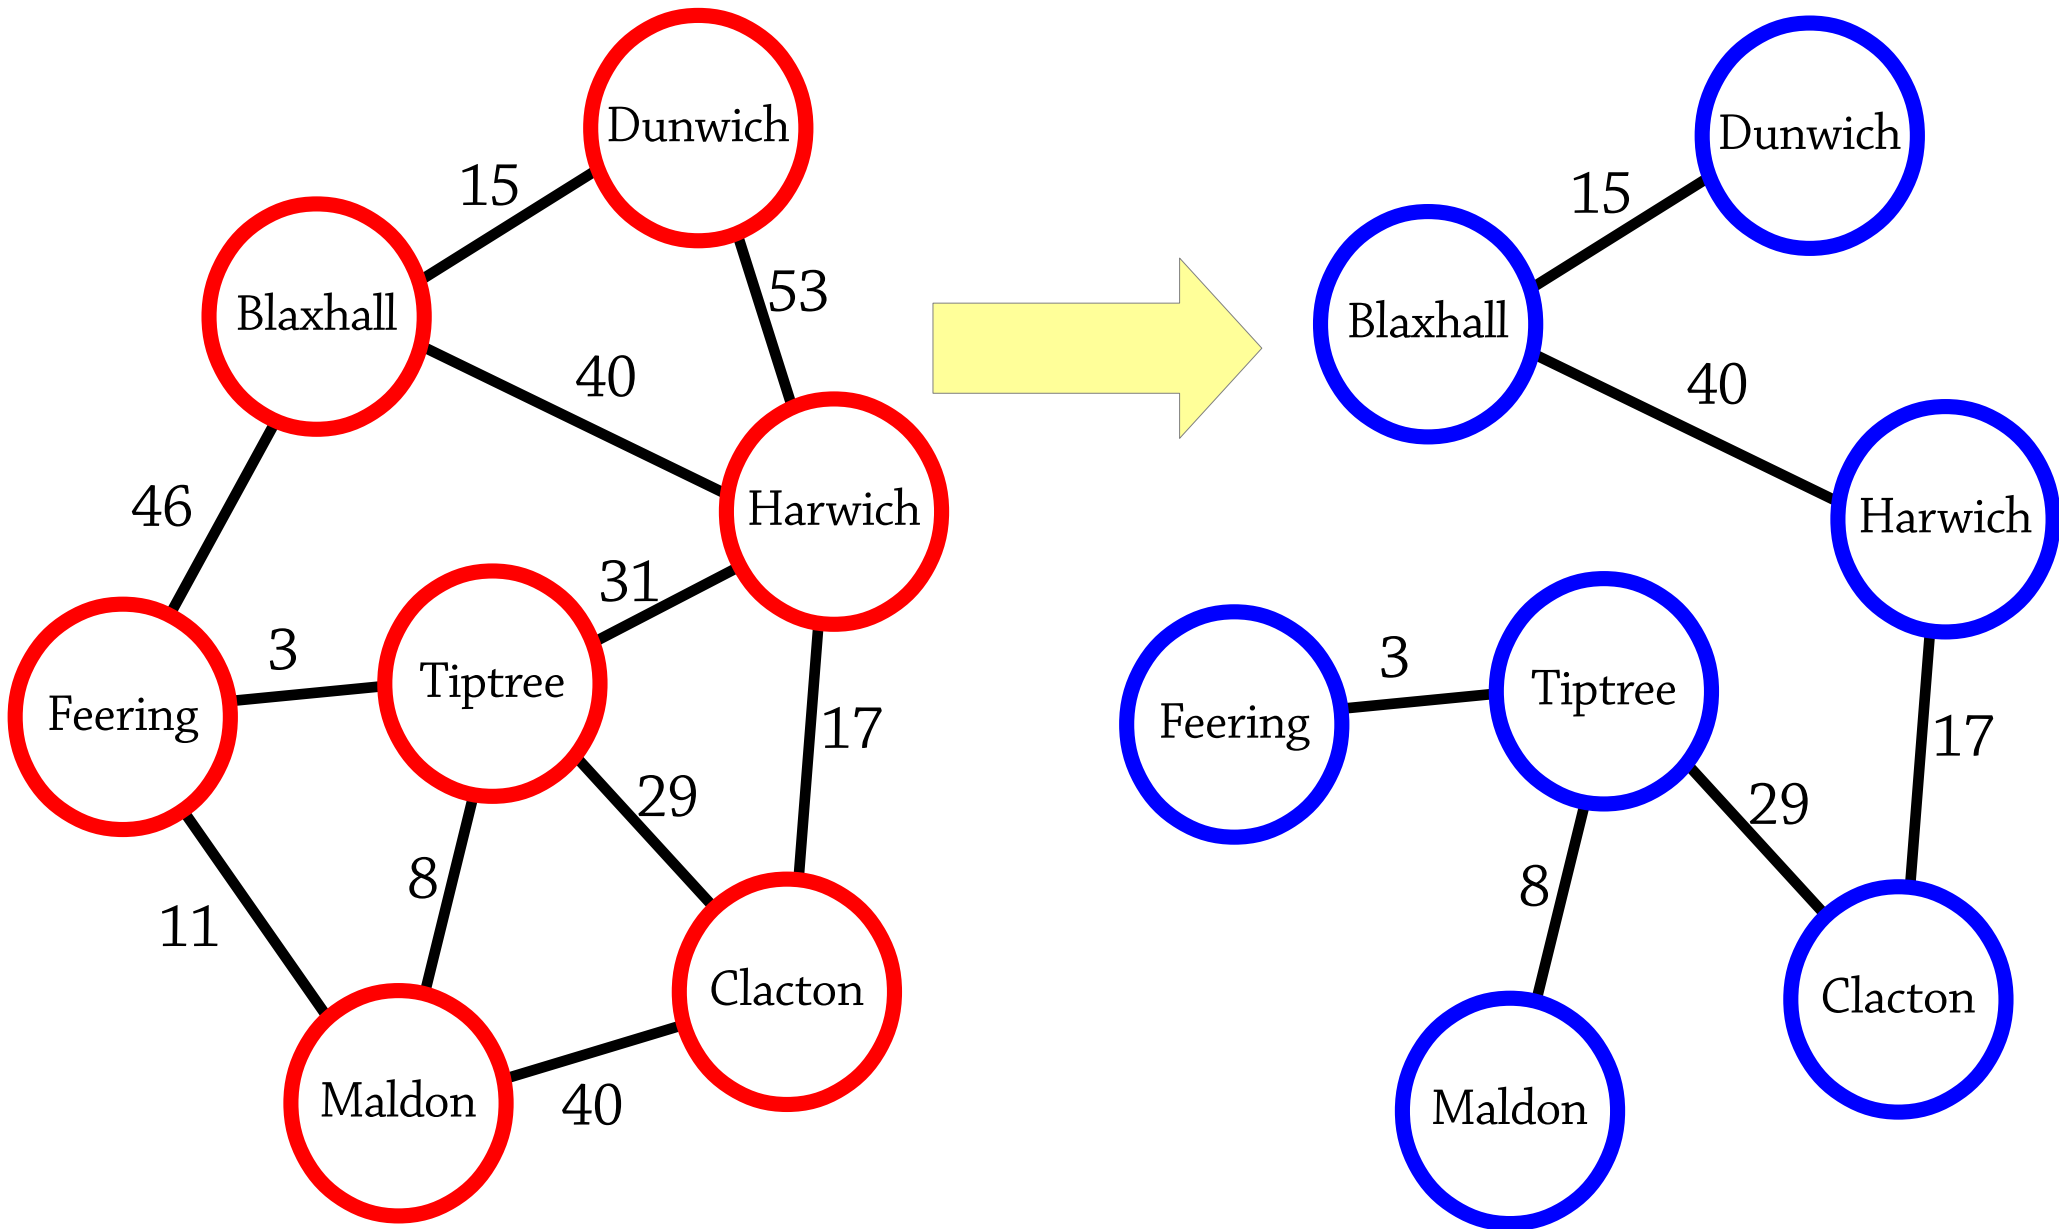 Dunwich
15
53
Blaxhall
40
46
Harwich
31
3
Tiptree
Feering
17
29
8
11
Clacton
Maldon
40
Dunwich
15
Blaxhall
40
Harwich
3
Tiptree
Feering
17
29
8
Clacton
Maldon